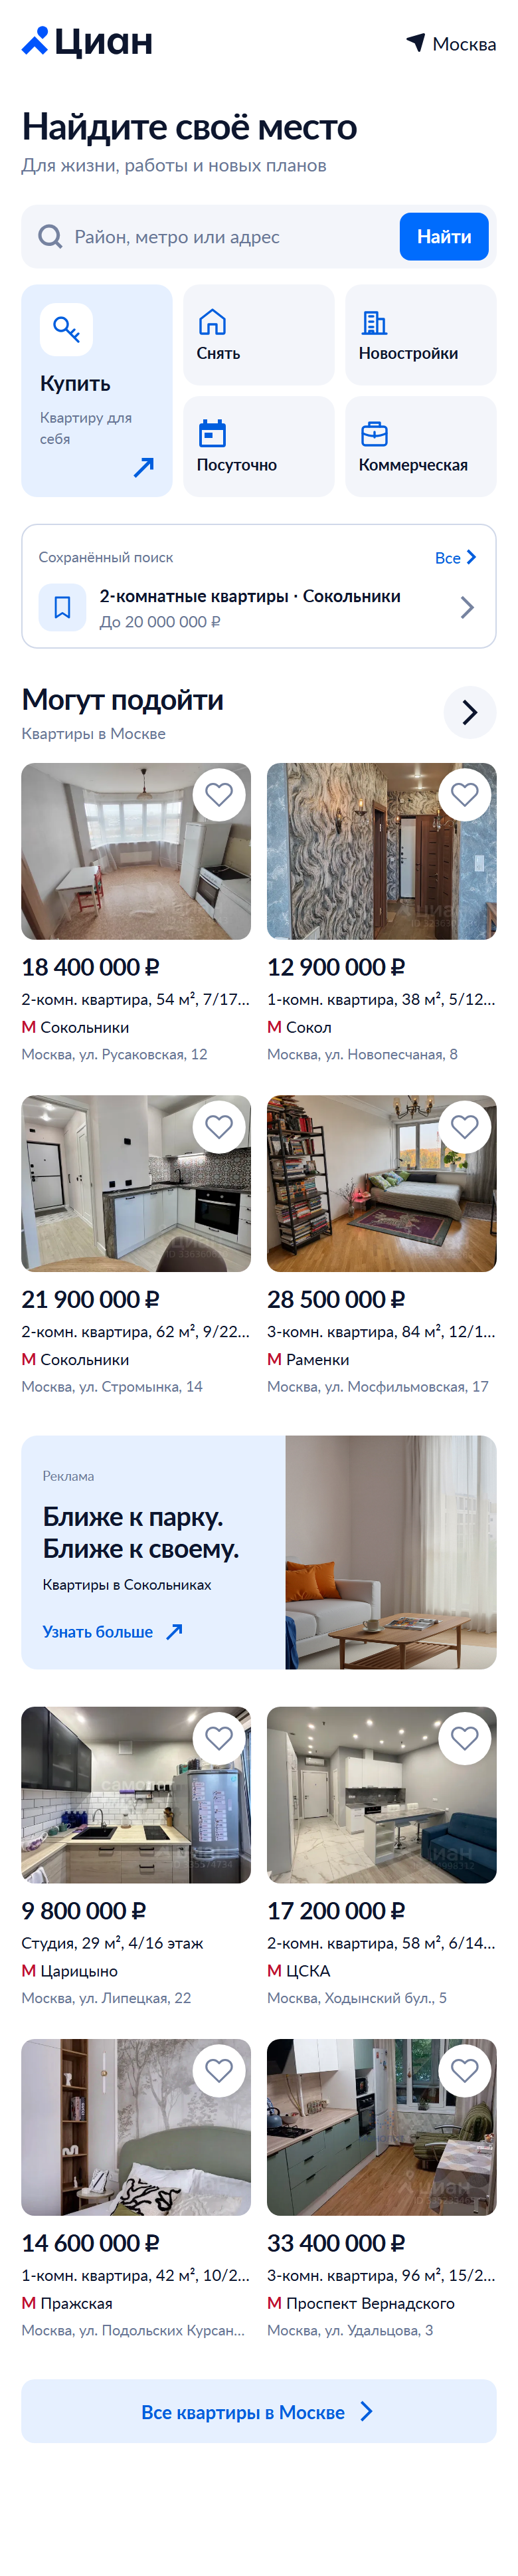 Циан
Москва
Найдите своё место
Для жизни, работы и новых планов
Район, метро или адрес
Найти
Купить
Квартиру для
себя
Снять
Новостройки
Посуточно
Коммерческая
Сохранённый поиск
Все
2-комнатные квартиры · Сокольники
До 20 000 000 ₽
Могут подойти
Квартиры в Москве
18 400 000 ₽
2-комн. квартира, 54 м², 7/17...
М Сокольники
Москва, ул. Русаковская, 12
циан
12 900 000 ₽
1-комн. квартира, 38 м², 5/12...
М Сокол
Москва, ул. Новопесчаная, 8
21 900 000 ₽
2-комн. квартира, 62 м², 9/22...
М Сокольники
Москва, ул. Стромынка, 14
28 500 000 ₽
3-комн. квартира, 84 м², 12/1...
М Раменки
Москва, ул. Мосфильмовская, 17
Реклама
Ближе к парку.
Ближе к своему.
Квартиры в Сокольниках
Узнать больше
9 800 000 ₽
Студия, 29 м², 4/16 этаж
М Царицыно
Москва, ул. Липецкая, 22
циан
17 200 000 ₽
2-комн. квартира, 58 м², 6/14...
М ЦСКА
Москва, Ходынский бул., 5
14 600 000 ₽
1-комн. квартира, 42 м², 10/2...
М Пражская
Москва, ул. Подольских Курсан...
циан
33 400 000 ₽
3-комн. квартира, 96 м², 15/2...
М Проспект Вернадского
Москва, ул. Удальцова, 3
Все квартиры в Москве